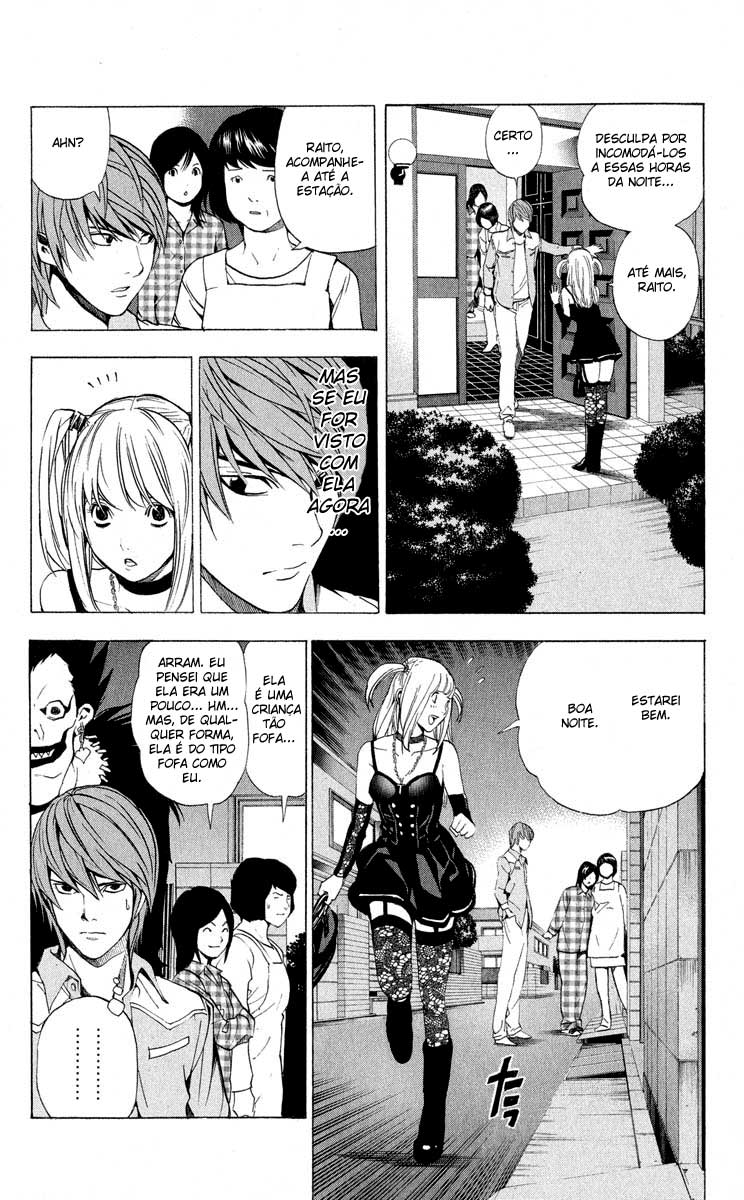 DESCULPA POR
INCOMODÁ-LOS
A ESSAS HORAS
DA NOITE...
ATÉ MAIS,
RAITO.
CERTO
...
RAITO,
ACOMPANHE-
A ATÉ A
ESTAÇÃO.
AHN?
MAS
SE EU
FOR
VISTO
COM
ELA
AGORA
...
ESTAREI
BEM.
BOA
NOITE.
たっ
ELA
É UMA
CRIANÇA
TÃO
FOFA...
ARRAM. EU
PENSEI QUE
ELA ERA UM
POUCO... HM...
MAS, DE QUAL-
QUER FORMA,
ELA É DO TIPO
FOFA COMO
EU.